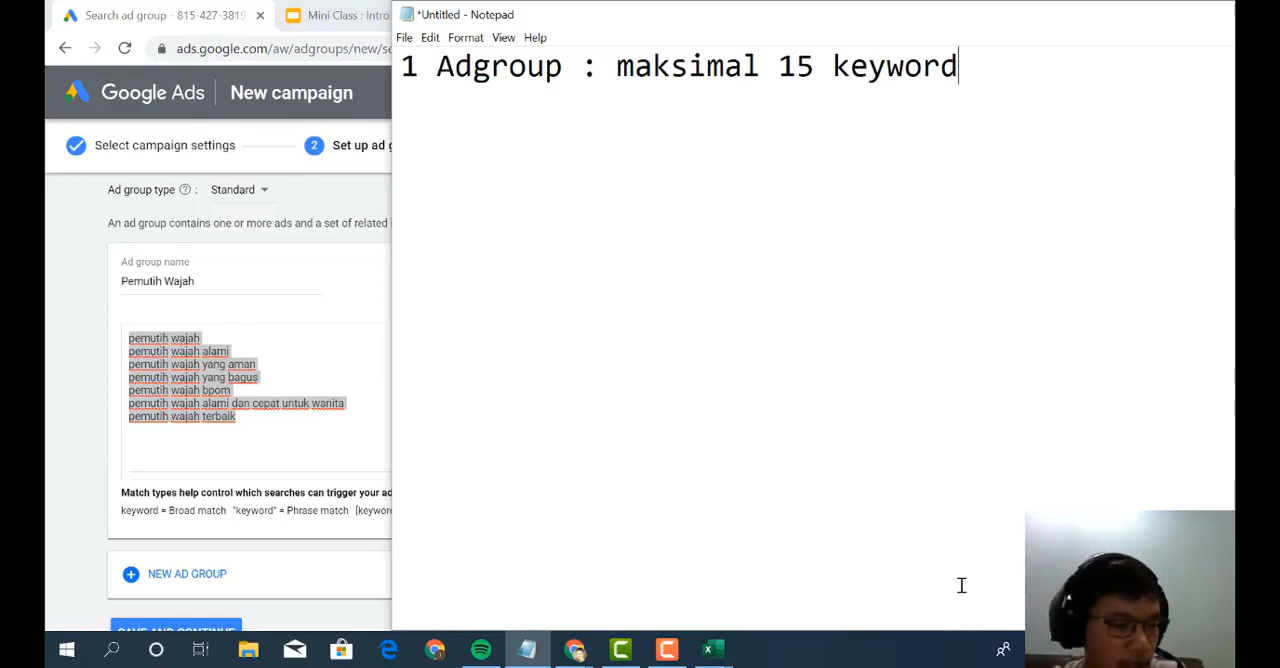 Search ad group - 815-427-3819
Mini Class : Intro
*Untitled - Notepad
ads.google.com/aw/adgroups/new/se
File Edit Format View Help
1 Adgroup : maksimal 15 keyword
Google Ads New campaign
Select campaign settings
2 Set up ad g
Ad group type ? : Standard
An ad group contains one or more ads and a set of related
Ad group name
Pemutih Wajah
pemutih wajah
pemutih wajah alami
pemutih wajah yang aman
pemutih wajah yang bagus
pemutih wajah bpom
pemutih wajah alami dan cepat untuk wanita
pemutih wajah terbaik
Match types help control which searches can trigger your ad
keyword = Broad match "keyword" = Phrase match [keyword
NEW AD GROUP
SAVE AND CONTINUE